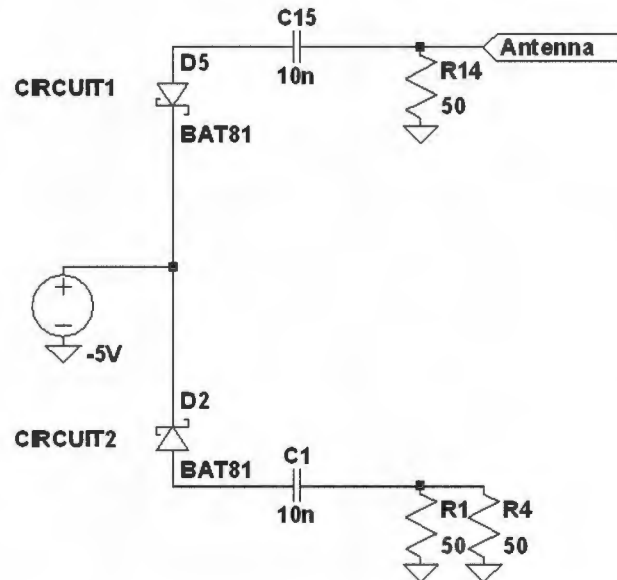 C15
Antenna
D5
10n
R14
CIRCUIT1
50
BAT81
+
-5V
D2
CIRCUIT2
BAT81
C1
10n
R1
R4
50
50